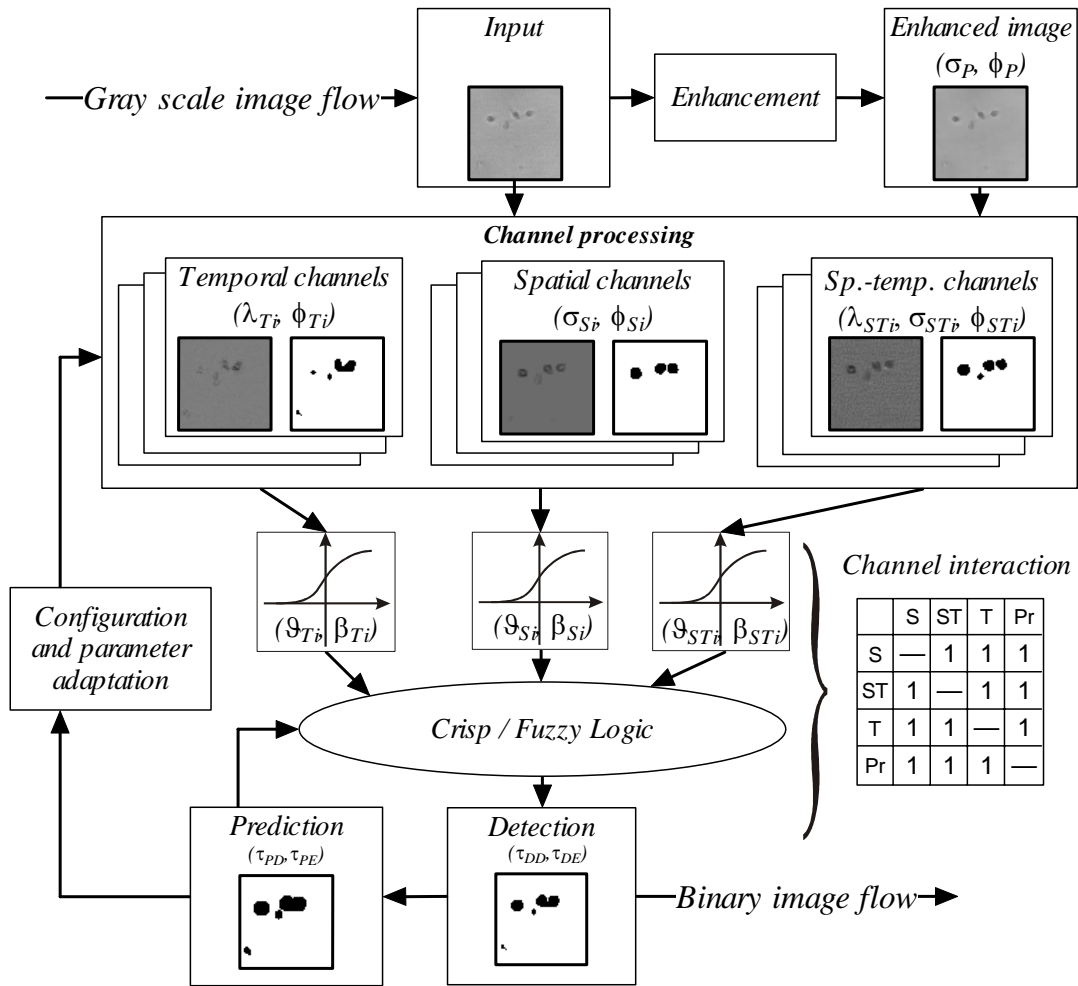 Input
Enhanced image
(σP, ϕP)
Gray scale image flow
Enhancement
Channel processing
Temporal channels
(λTi, ϕTi)
Spatial channels
(σSi, ϕSi)
Sp.-temp. channels
(λSTi, σSTi, ϕSTi)
(ϑTi, βTi)
(ϑSi, βSi)
(ϑSTi, βSTi)
Channel interaction
S ST T Pr
S — 1 1 1
ST 1 — 1 1
T 1 1 — 1
Pr 1 1 1 —
Configuration
and parameter
adaptation
Crisp / Fuzzy Logic
Prediction
(τPD, τPE)
Detection
(τDD, τDE)
Binary image flow